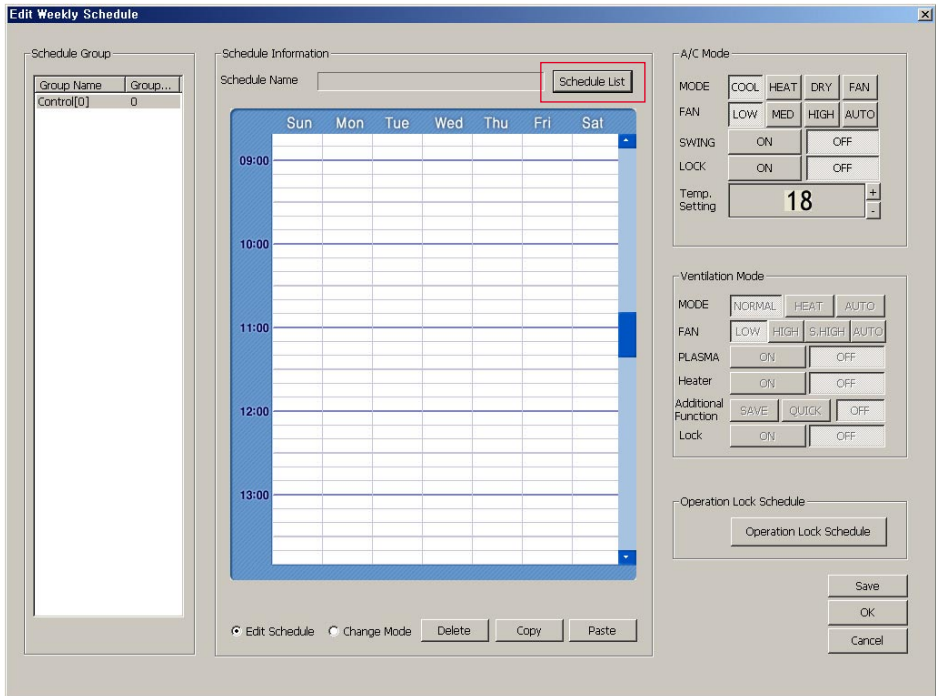 Edit Weekly Schedule
Schedule Group
Group Name Group...
Control[0] 0
Schedule Information
Schedule Name Schedule List
Sun Mon Tue Wed Thu Fri Sat
09:00
10:00
11:00
12:00
13:00
Edit Schedule Change Mode Delete Copy Paste
A/C Mode
MODE COOL HEAT DRY FAN
FAN LOW MED HIGH AUTO
SWING ON OFF
LOCK ON OFF
Temp.
Setting 18 + -
Ventilation Mode
MODE NORMAL HEAT AUTO
FAN LOW HIGH S.HIGH AUTO
PLASMA ON OFF
Heater ON OFF
Additional
Function SAVE QUICK OFF
Lock ON OFF
Operation Lock Schedule
Operation Lock Schedule
Save
OK
Cancel